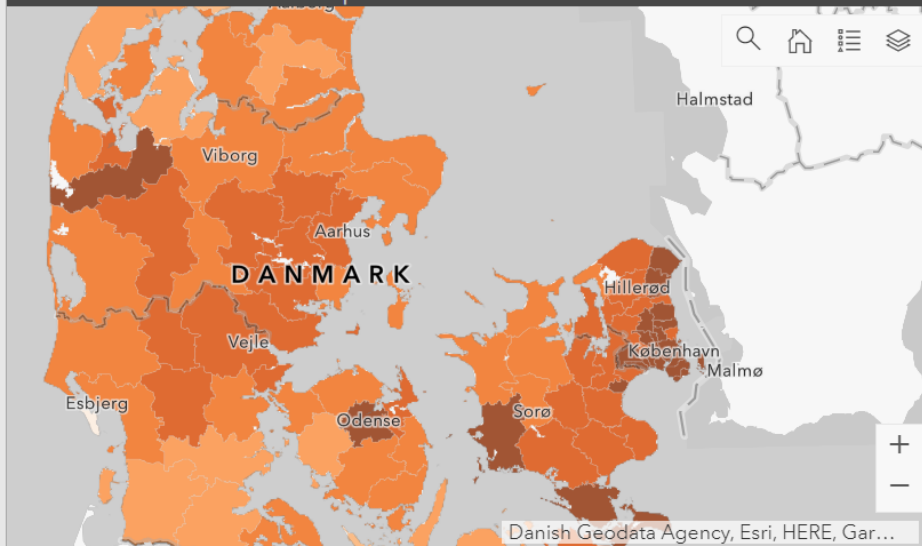 Halmstad
Viborg
Aarhus
DANMARK
Hillerød
Vejle
København
Malmø
Esbjerg
Sorø
Odense
Danish Geodata Agency, Esri, HERE, Gar...